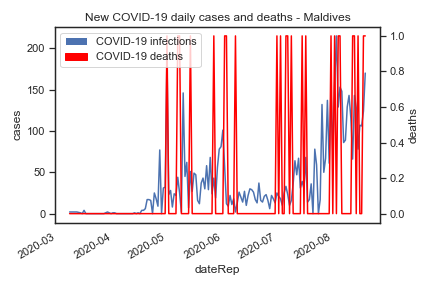 New COVID-19 daily cases and deaths - Maldives
COVID-19 infections
COVID-19 deaths
200
150
100
50
0
cases
1.0
0.8
0.6
0.4
0.2
0.0
deaths
2020-03
2020-04
2020-05
2020-06
2020-07
2020-08
dateRep